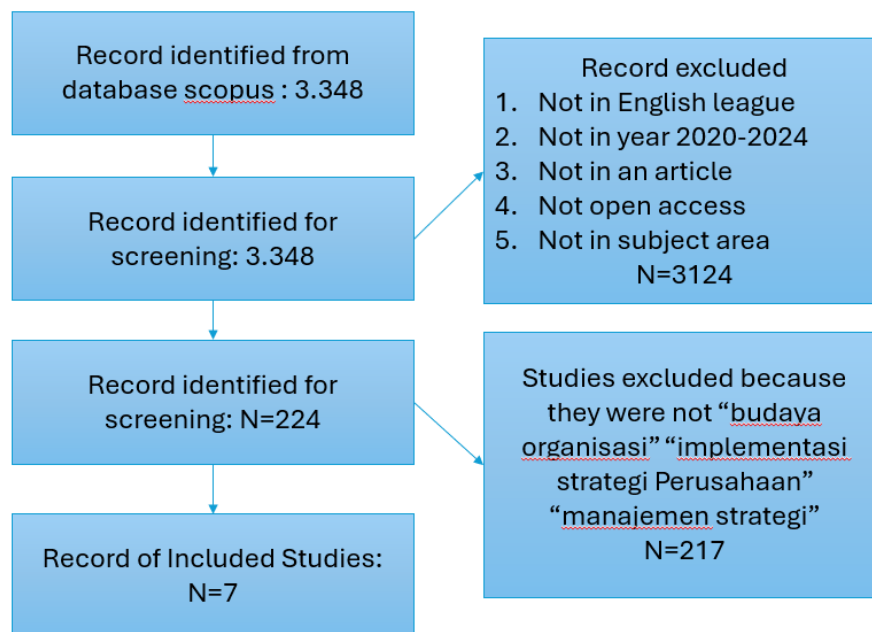 Record identified from
database scopus : 3.348
Record identified for
screening: 3.348
Record excluded
1. Not in English league
2. Not in year 2020-2024
3. Not in an article
4. Not open access
5. Not in subject area
N=3124
Record identified for
screening: N=224
Studies excluded because
they were not “budaya
organisasi” “implementasi
strategi Perusahaan”
“manajemen strategi”
N=217
Record of Included Studies:
N=7